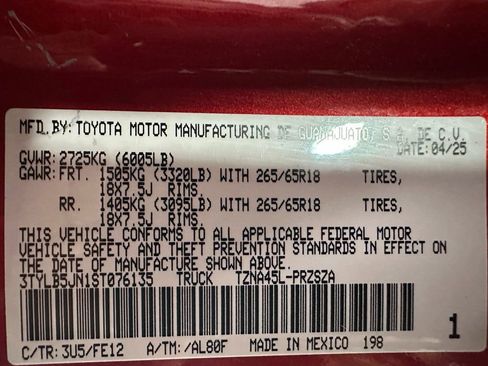 MFD.BY: TOYOTA MOTOR MANUFACTURING DE GUANAJUATO, S.A. DE C.V.
DATE: 04/25
GVWR: 2725KG (6005LB)
GAWR: FRT. 1505KG (3320LB) WITH 265/65R18 TIRES,
18X7.5J RIMS.
RR. 1405KG (3095LB) WITH 265/65R18 TIRES,
18X7.5J RIMS.
THIS VEHICLE CONFORMS TO ALL APPLICABLE FEDERAL MOTOR
VEHICLE SAFETY AND THEFT PREVENTION STANDARDS IN EFFECT ON
THE DATE OF MANUFACTURE SHOWN ABOVE.
3TYLB5JN1ST076135 TRUCK TZNA45L-PRZSZA
1
C/TR: 3U5/FE12 A/TM: /AL80F MADE IN MEXICO 198